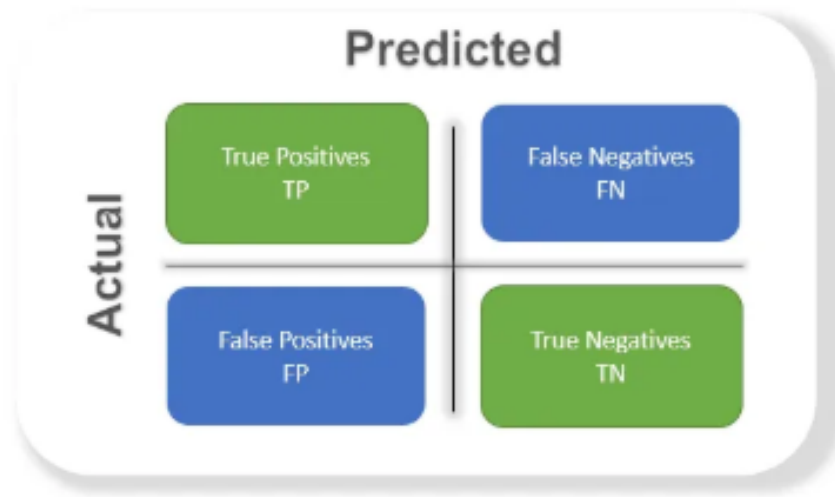 Predicted
Actual
True Positives
TP
False Negatives
FN
False Positives
FP
True Negatives
TN